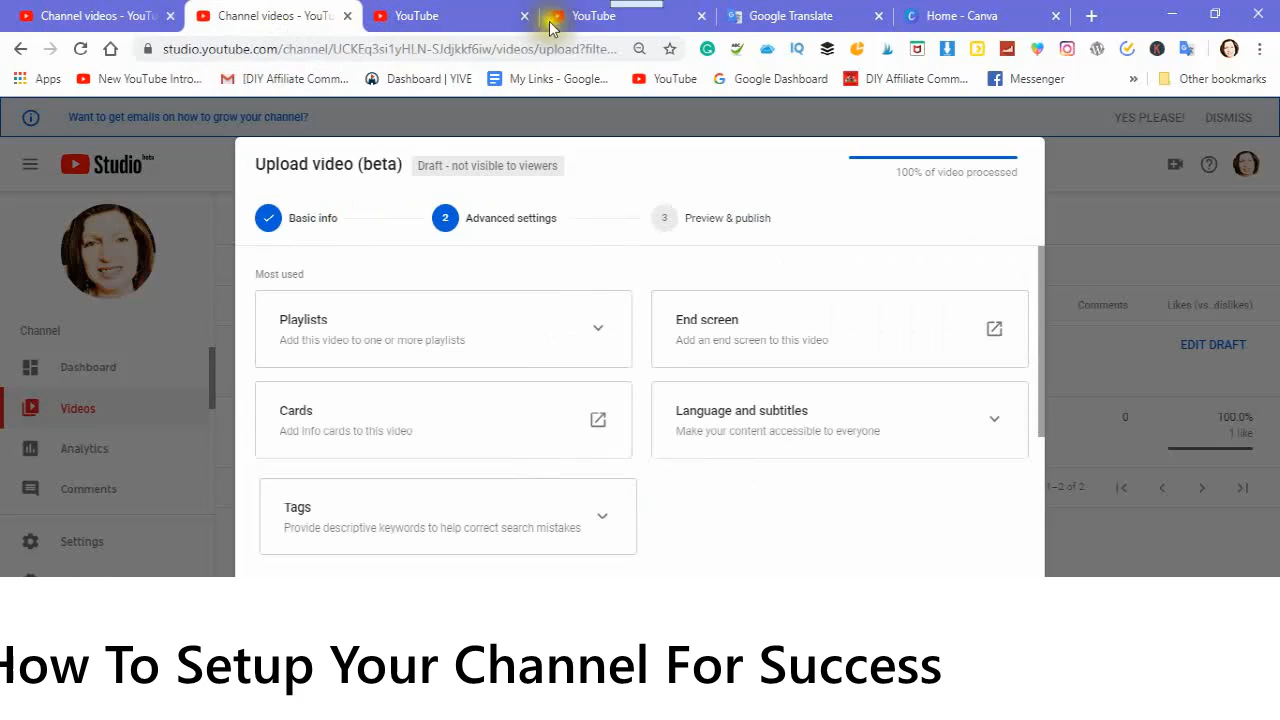 Channel videos - YouTu
Channel videos - YouTu
YouTube
YouTube
Google Translate
Home - Canva
studio.youtube.com/channel/UCKEq3si1yHLN-SJdjkkf6iw/videos/upload?filte...
Apps
New YouTube Intro...
[DIY Affiliate Comm...
Dashboard | YIVE
My Links - Google...
YouTube
Google Dashboard
DIY Affiliate Comm...
Messenger
»
Other bookmarks
Want to get emails on how to grow your channel?
YES PLEASE!
DISMISS
Studio beta
Upload video (beta)
Draft - not visible to viewers
100% of video processed
Basic info
2
Advanced settings
3
Preview & publish
Most used
Playlists
Add this video to one or more playlists
End screen
Add an end screen to this video
Cards
Add info cards to this video
Language and subtitles
Make your content accessible to everyone
Tags
Provide descriptive keywords to help correct search mistakes
Channel
Dashboard
Videos
Analytics
Comments
Settings
Comments
Likes (vs. dislikes)
EDIT DRAFT
0
100.0%
1 like
1–2 of 2
How To Setup Your Channel For Success